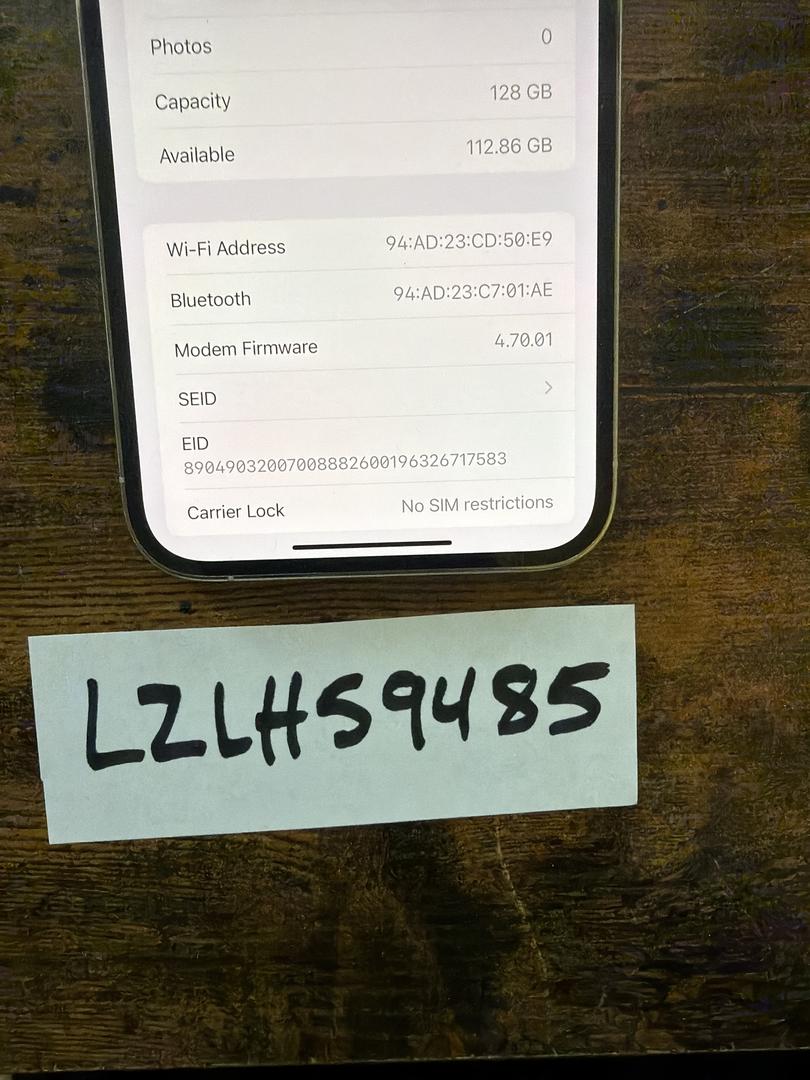 Photos 0
Capacity 128 GB
Available 112.86 GB
Wi-Fi Address 94:AD:23:CD:50:E9
Bluetooth 94:AD:23:C7:01:AE
Modem Firmware 4.70.01
SEID >
EID
89049032007008882600196326717583
Carrier Lock No SIM restrictions
LZLHS9485